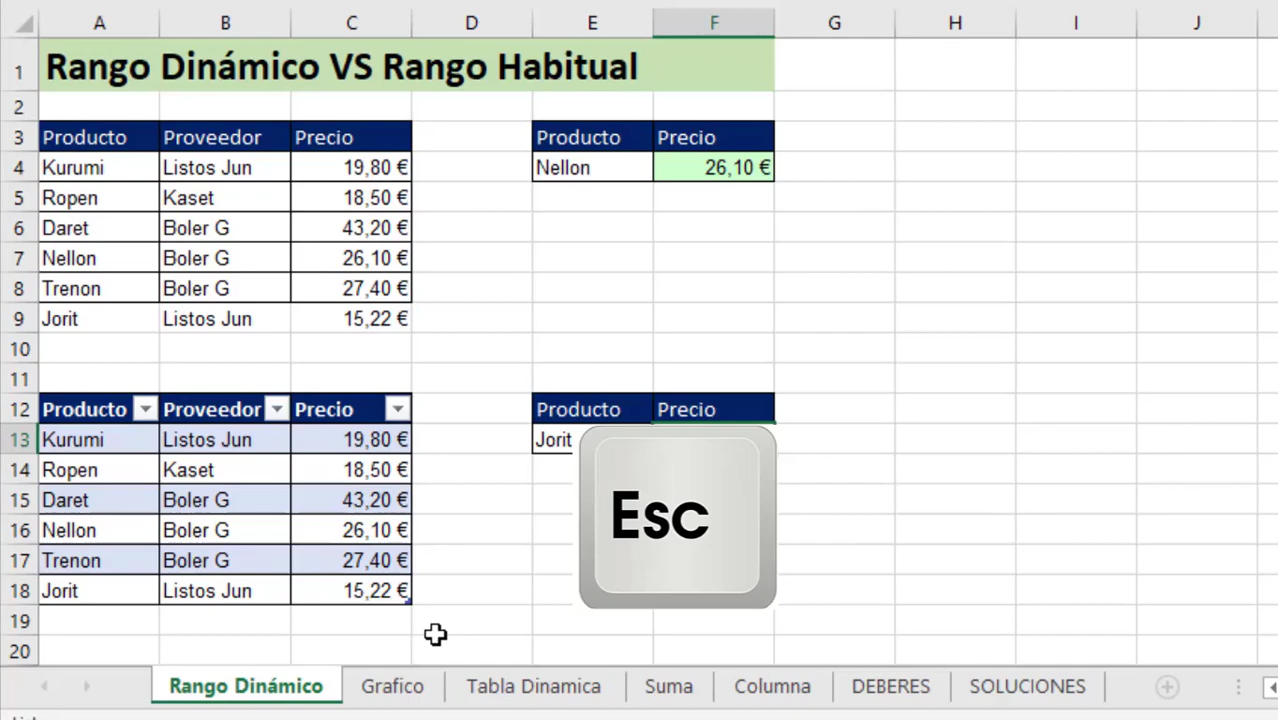 A B C D E F G H I J
1 Rango Dinámico VS Rango Habitual
2
3 Producto Proveedor Precio Producto Precio
4 Kurumi Listos Jun 19,80 € Nellon 26,10 €
5 Ropen Kaset 18,50 €
6 Daret Boler G 43,20 €
7 Nellon Boler G 26,10 €
8 Trenon Boler G 27,40 €
9 Jorit Listos Jun 15,22 €
10
11
12 Producto Proveedor Precio Producto Precio
13 Kurumi Listos Jun 19,80 € Jorit
14 Ropen Kaset 18,50 €
15 Daret Boler G 43,20 €
16 Nellon Boler G 26,10 €
Esc
17 Trenon Boler G 27,40 €
18 Jorit Listos Jun 15,22 €
19
20
Rango Dinámico Grafico Tabla Dinamica Suma Columna DEBERES SOLUCIONES